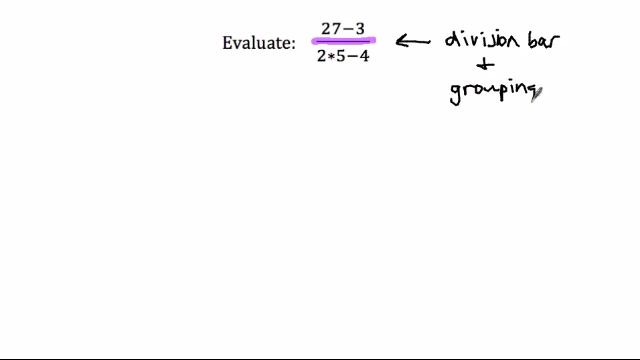 Evaluate: 27−3 / 2*5−4 ← division bar
+
grouping